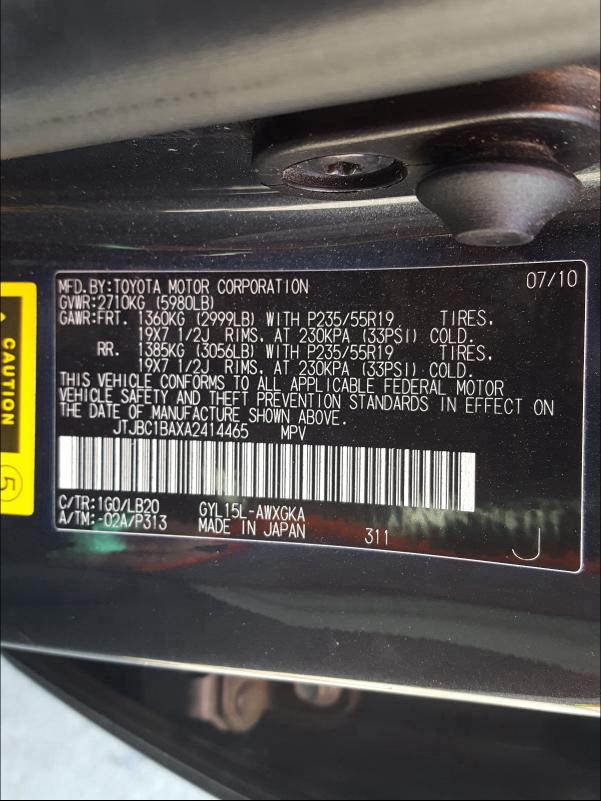 MFD.BY:TOYOTA MOTOR CORPORATION 07/10
GVWR:2710KG (5980LB)
GAWR:FRT. 1360KG (2999LB) WITH P235/55R19 TIRES.
19X7 1/2J RIMS. AT 230KPA (33PSI) COLD.
RR. 1385KG (3056LB) WITH P235/55R19 TIRES.
19X7 1/2J RIMS. AT 230KPA (33PSI) COLD.
THIS VEHICLE CONFORMS TO ALL APPLICABLE FEDERAL MOTOR
VEHICLE SAFETY AND THEFT PREVENTION STANDARDS IN EFFECT ON
THE DATE OF MANUFACTURE SHOWN ABOVE.
JTJBC1BAXA2414465 MPV
C/TR:1G0/LB20 GYL15L-AWXGKA
A/TM:-02A/P313 MADE IN JAPAN 311 J
CAUTION
5